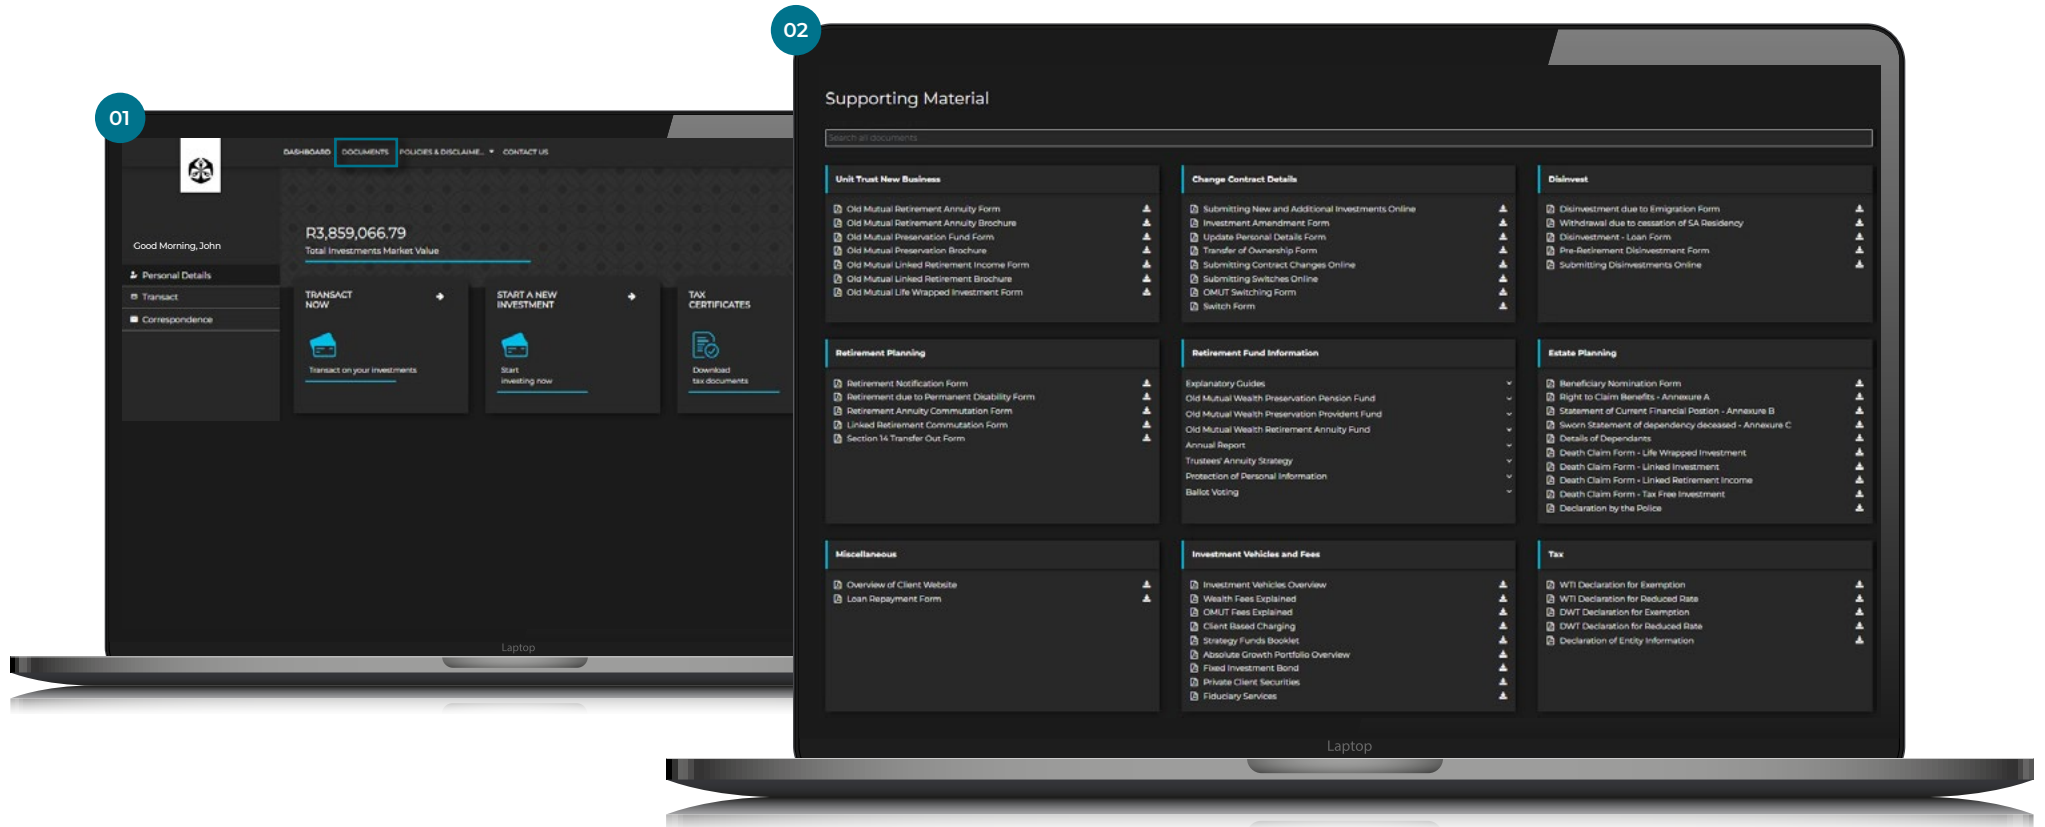 01
DASHBOARD DOCUMENTS POLICIES & DISCLAIME... CONTACT US
Good Morning, John
Personal Details
Transact
Correspondence
R3,859,066.79
Total Investments Market Value
TRANSACT
NOW
Transact on your investments
START A NEW
INVESTMENT
Start
investing now
TAX
CERTIFICATES
Download
tax documents
Laptop
02
Supporting Material
Search all documents
Unit Trust New Business
Old Mutual Retirement Annuity Form
Old Mutual Retirement Annuity Brochure
Old Mutual Preservation Fund Form
Old Mutual Preservation Brochure
Old Mutual Linked Retirement Income Form
Old Mutual Linked Retirement Brochure
Old Mutual Life Wrapped Investment Form
Change Contract Details
Submitting New and Additional Investments Online
Investment Amendment Form
Update Personal Details Form
Transfer of Ownership Form
Submitting Contract Changes Online
Submitting Switches Online
OMUT Switching Form
Switch Form
Disinvest
Disinvestment due to Emigration Form
Withdrawal due to cessation of SA Residency
Disinvestment - Loan Form
Pre-Retirement Disinvestment Form
Submitting Disinvestments Online
Retirement Planning
Retirement Notification Form
Retirement due to Permanent Disability Form
Retirement Annuity Commutation Form
Linked Retirement Commutation Form
Section 14 Transfer Out Form
Retirement Fund Information
Explanatory Guides
Old Mutual Wealth Preservation Pension Fund
Old Mutual Wealth Preservation Provident Fund
Old Mutual Wealth Retirement Annuity Fund
Annual Report
Trustees' Annuity Strategy
Protection of Personal Information
Ballot Voting
Estate Planning
Beneficiary Nomination Form
Right to Claim Benefits - Annexure A
Statement of Current Financial Postion - Annexure B
Sworn Statement of dependency deceased - Annexure C
Details of Dependants
Death Claim Form - Life Wrapped Investment
Death Claim Form - Linked Investment
Death Claim Form - Linked Retirement Income
Death Claim Form - Tax Free Investment
Declaration by the Police
Miscellaneous
Overview of Client Website
Loan Repayment Form
Investment Vehicles and Fees
Investment Vehicles Overview
Wealth Fees Explained
OMUT Fees Explained
Client Based Charging
Strategy Funds Booklet
Absolute Growth Portfolio Overview
Fixed Investment Bond
Private Client Securities
Fiduciary Services
Tax
WTI Declaration for Exemption
WTI Declaration for Reduced Rate
DWT Declaration for Exemption
DWT Declaration for Reduced Rate
Declaration of Entity Information
Laptop